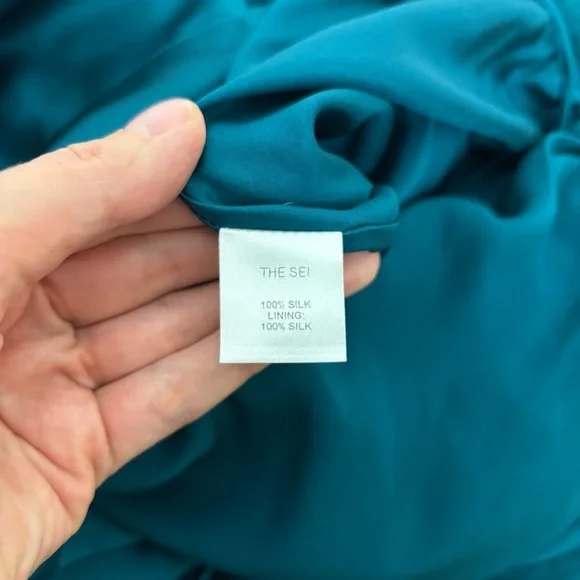 THE SEI
100% SILK
LINING:
100% SILK